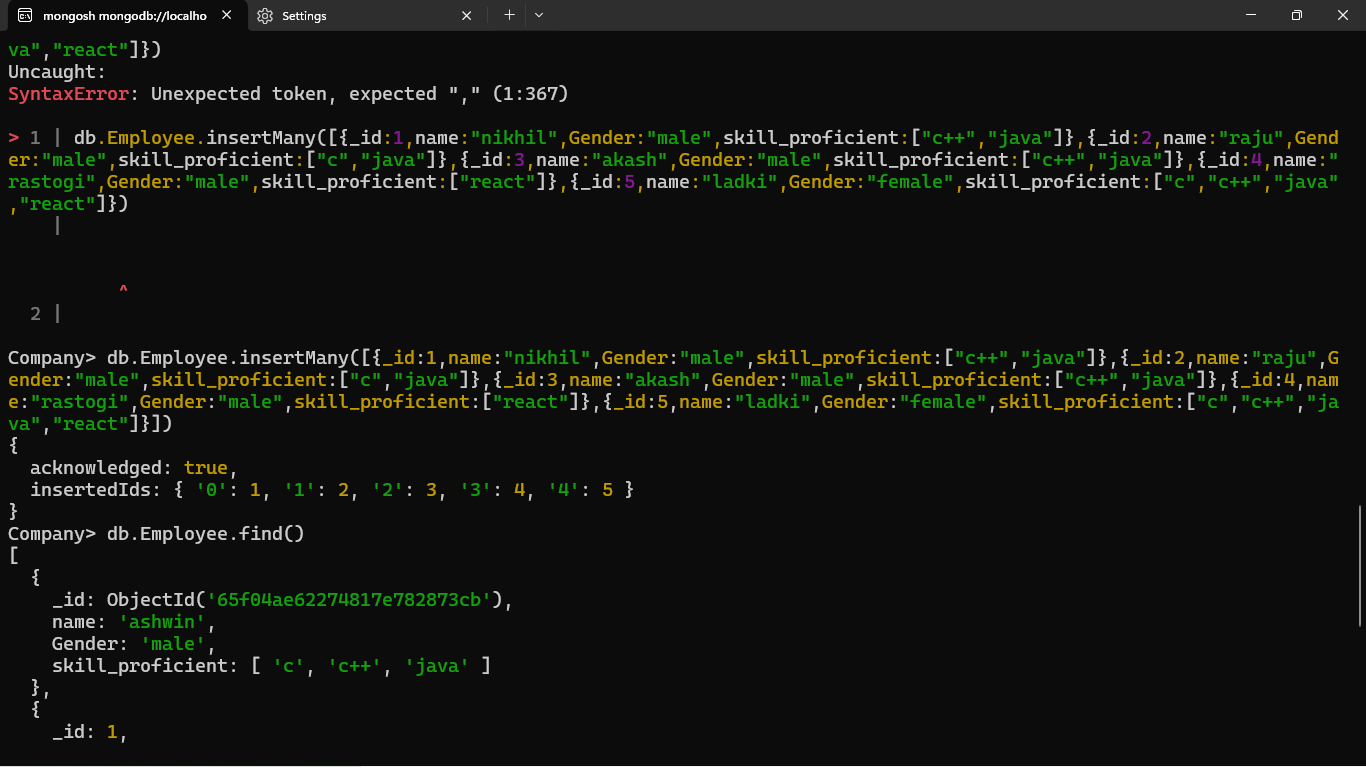 mongosh mongodb://localho
Settings
va","react"]})
Uncaught:
SyntaxError: Unexpected token, expected "," (1:367)
> 1 | db.Employee.insertMany([{_id:1,name:"nikhil",Gender:"male",skill_proficient:["c++","java"]},{_id:2,name:"raju",Gend
er:"male",skill_proficient:["c","java"]},{_id:3,name:"akash",Gender:"male",skill_proficient:["c++","java"]},{_id:4,name:"
rastogi",Gender:"male",skill_proficient:["react"]},{_id:5,name:"ladki",Gender:"female",skill_proficient:["c","c++","java"
,"react"]})
|
^
2 |
Company> db.Employee.insertMany([{_id:1,name:"nikhil",Gender:"male",skill_proficient:["c++","java"]},{_id:2,name:"raju",G
ender:"male",skill_proficient:["c","java"]},{_id:3,name:"akash",Gender:"male",skill_proficient:["c++","java"]},{_id:4,nam
e:"rastogi",Gender:"male",skill_proficient:["react"]},{_id:5,name:"ladki",Gender:"female",skill_proficient:["c","c++","ja
va","react"]}])
{
acknowledged: true,
insertedIds: { '0': 1, '1': 2, '2': 3, '3': 4, '4': 5 }
}
Company> db.Employee.find()
[
{
_id: ObjectId('65f04ae62274817e782873cb'),
name: 'ashwin',
Gender: 'male',
skill_proficient: [ 'c', 'c++', 'java' ]
},
{
_id: 1,